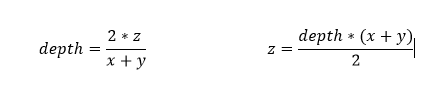 depth = 2 * z / x + y
z = depth * (x + y) / 2